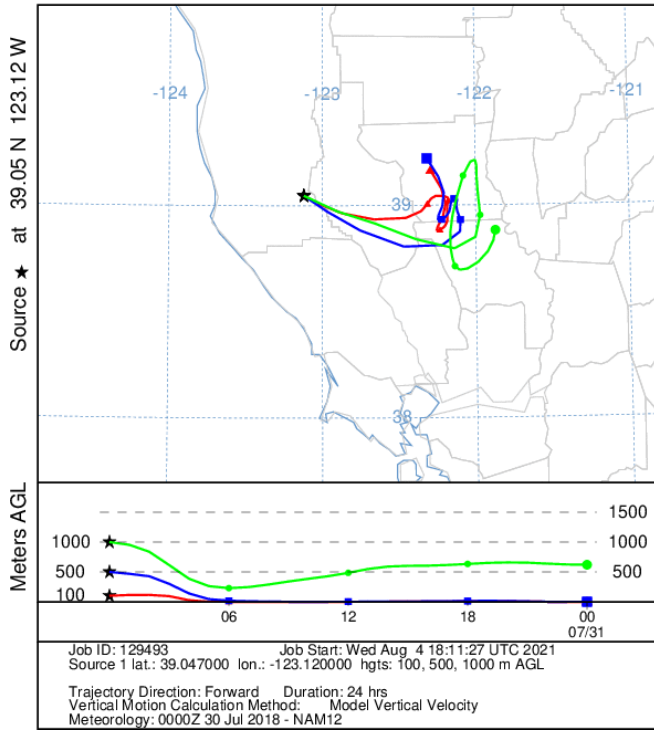 Source ★ at 39.05 N 123.12 W
-124
-123
-122
-121
39
38
Meters AGL
1500
1000
1000
500
500
100
06
12
18
00
07/31
Job ID: 129493 Job Start: Wed Aug 4 18:11:27 UTC 2021
Source 1 lat.: 39.047000 lon.: -123.120000 hgts: 100, 500, 1000 m AGL
Trajectory Direction: Forward Duration: 24 hrs
Vertical Motion Calculation Method: Model Vertical Velocity
Meteorology: 0000Z 30 Jul 2018 - NAM12